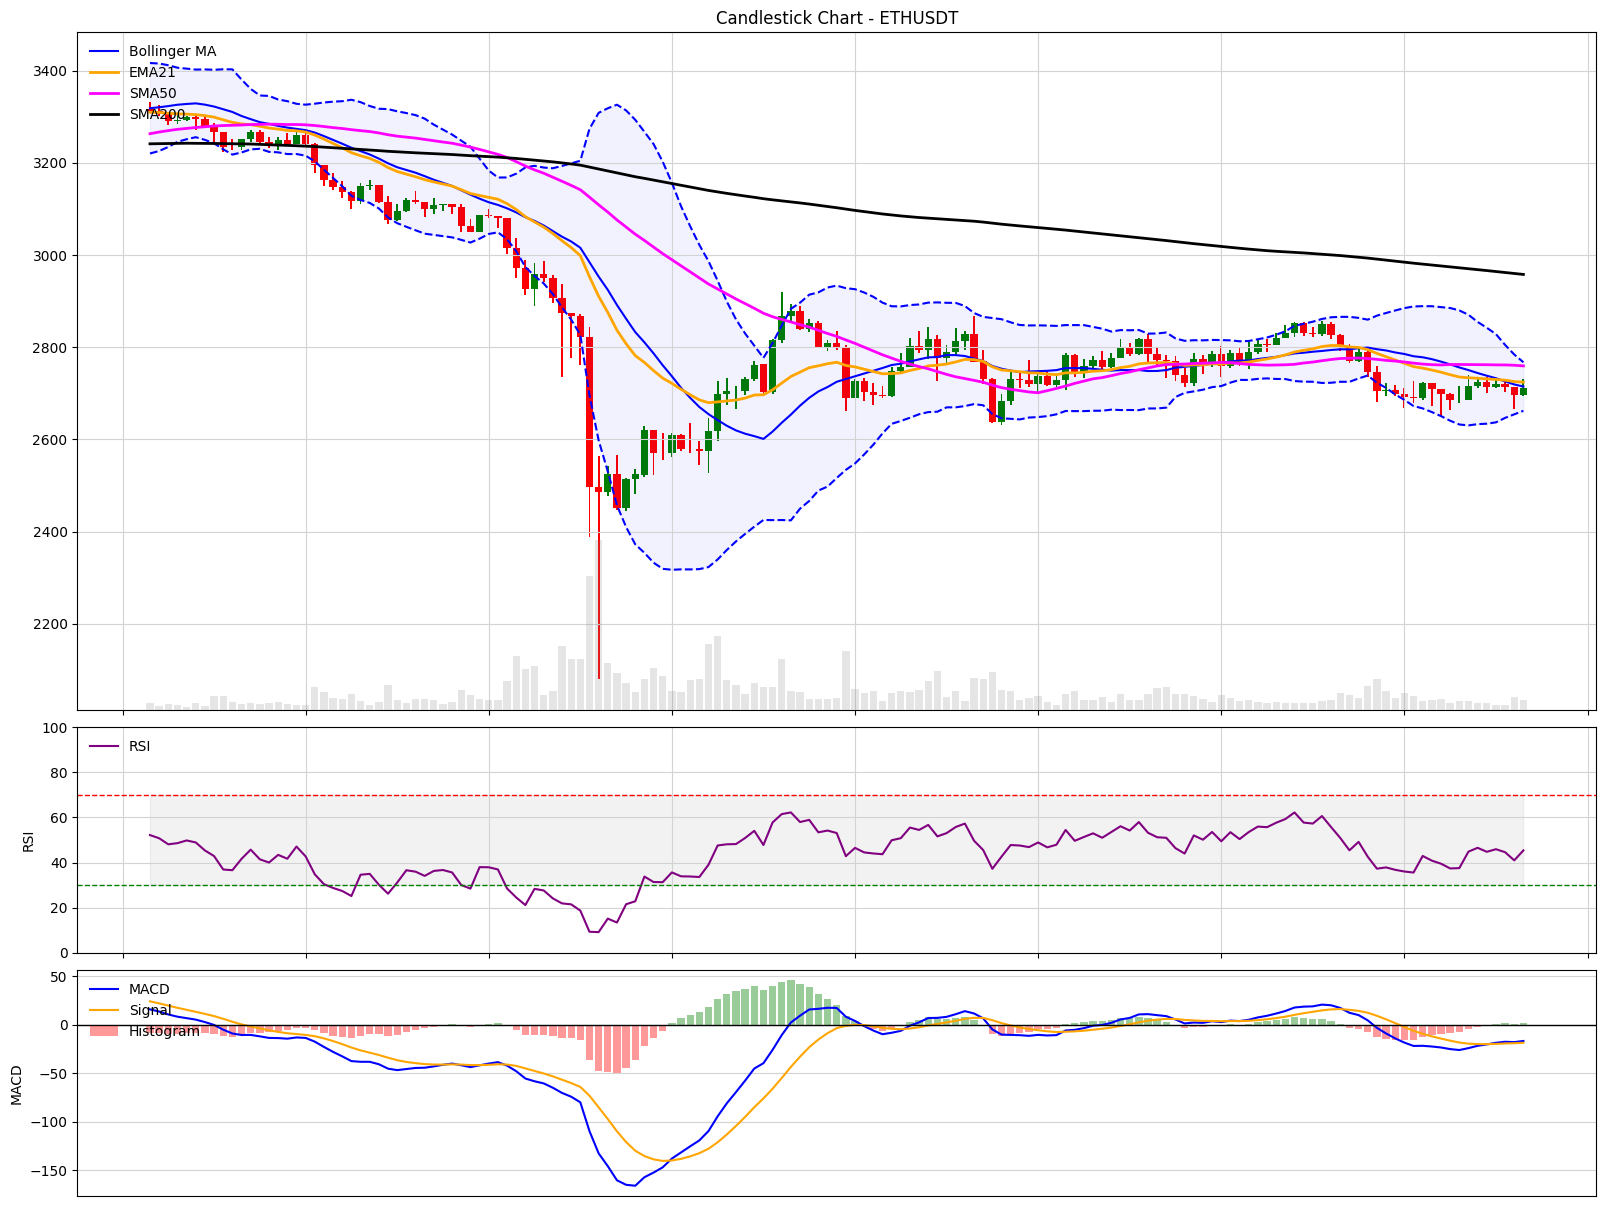 Candlestick Chart - ETHUSDT
Bollinger MA
EMA21
SMA50
SMA200
3400
3200
3000
2800
2600
2400
2200
RSI
100
80
60
40
20
0
RSI
MACD
Signal
Histogram
50
0
−50
−100
−150
MACD